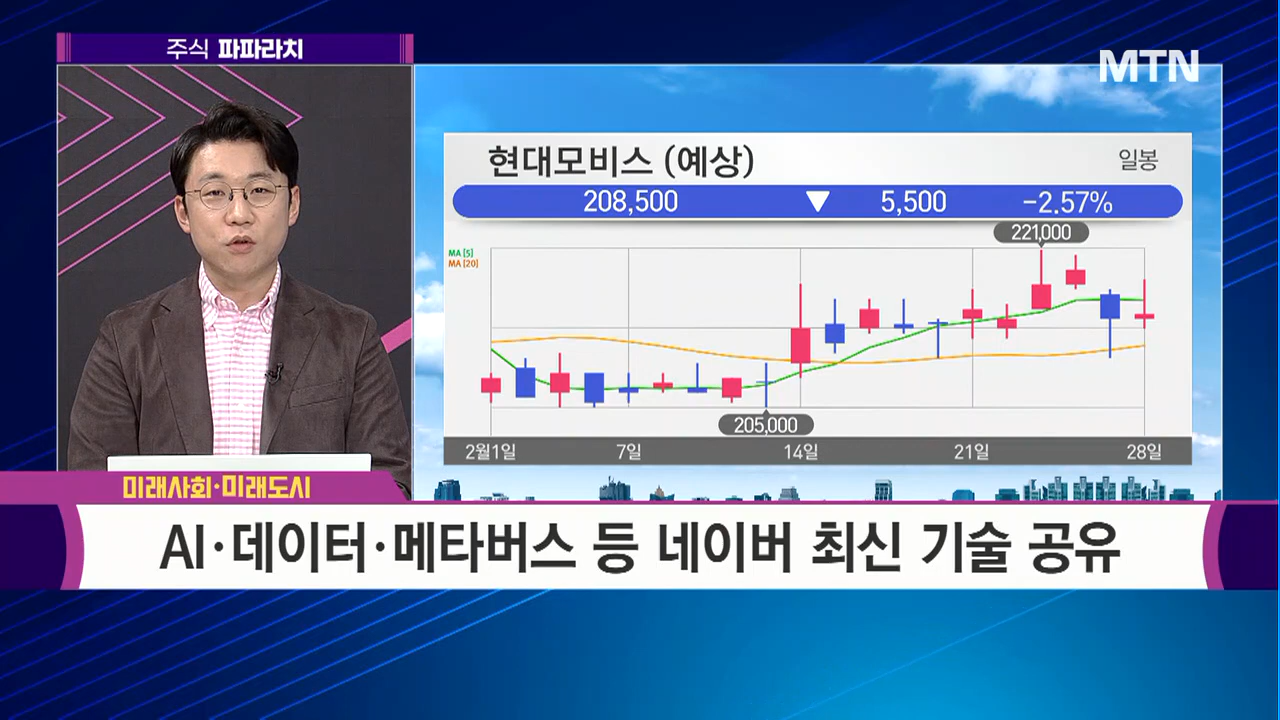 주식 파파라치
MTN
현대모비스 (예상)
일봉
208,500 ▼ 5,500 -2.57%
221,000
MA [5]
MA [20]
205,000
2월1일 7일 14일 21일 28일
미래사회·미래도시
AI·데이터·메타버스 등 네이버 최신 기술 공유